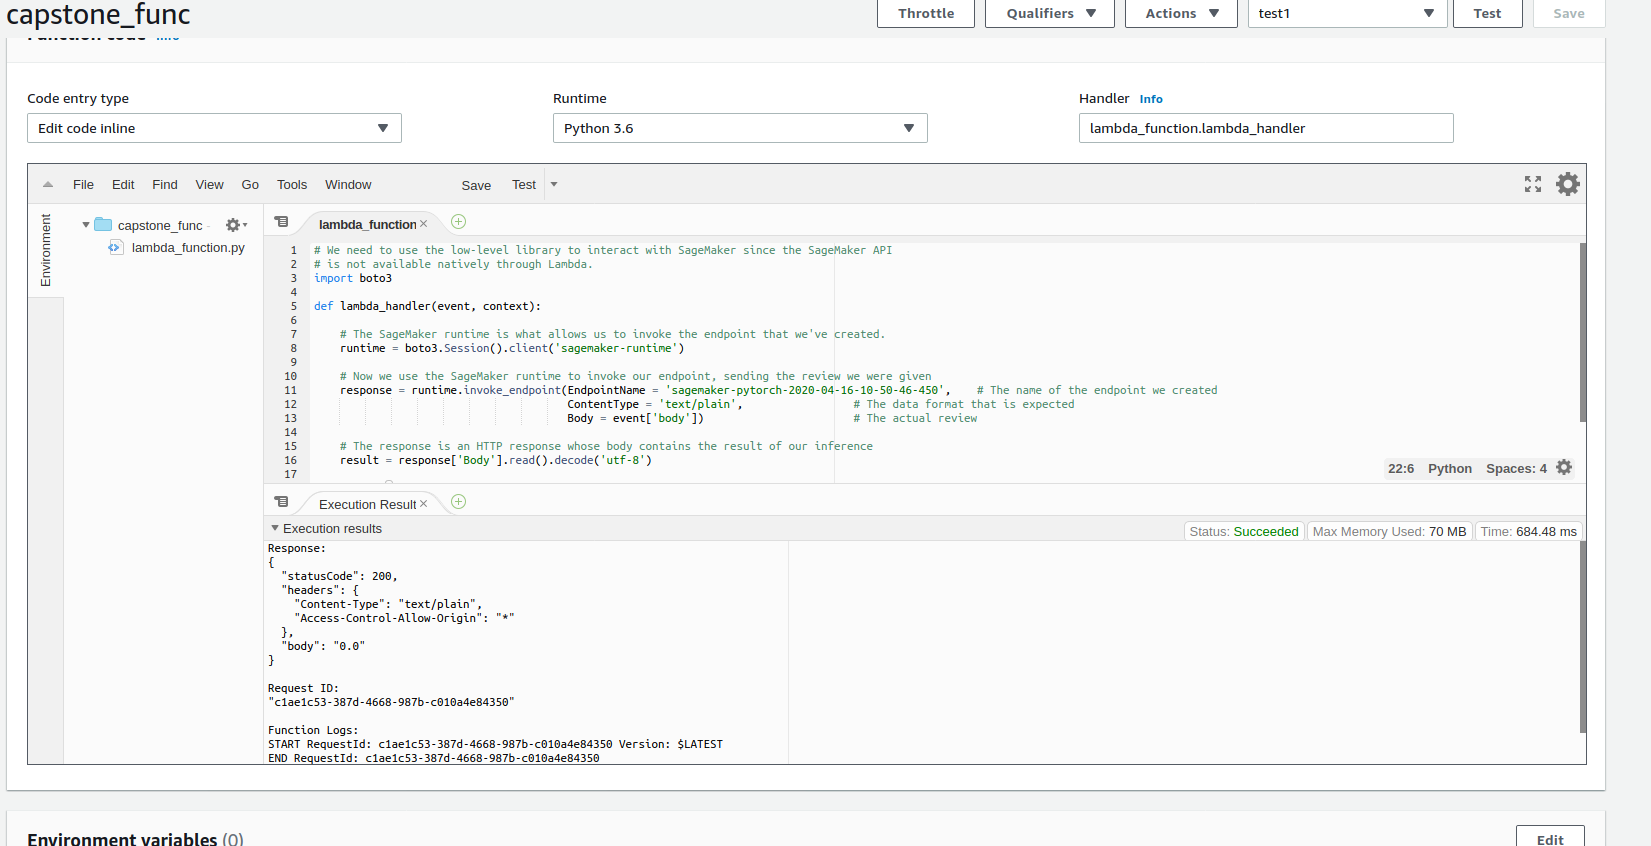 capstone_func
Throttle
Qualifiers
Actions
test1
Test
Save
Function code Info
Code entry type
Runtime
Handler Info
Edit code inline
Python 3.6
lambda_function.lambda_handler
File Edit Find View Go Tools Window Save Test
Environment
capstone_func
lambda_function.py
lambda_function
1 # We need to use the low-level library to interact with SageMaker since the SageMaker API
2 # is not available natively through Lambda.
3 import boto3
4
5 def lambda_handler(event, context):
6
7 # The SageMaker runtime is what allows us to invoke the endpoint that we've created.
8 runtime = boto3.Session().client('sagemaker-runtime')
9
10 # Now we use the SageMaker runtime to invoke our endpoint, sending the review we were given
11 response = runtime.invoke_endpoint(EndpointName = 'sagemaker-pytorch-2020-04-16-10-50-46-450', # The name of the endpoint we created
12 ContentType = 'text/plain', # The data format that is expected
13 Body = event['body']) # The actual review
14
15 # The response is an HTTP response whose body contains the result of our inference
16 result = response['Body'].read().decode('utf-8')
17
22:6 Python Spaces: 4
Execution Result
Execution results
Status: Succeeded
Max Memory Used: 70 MB
Time: 684.48 ms
Response:
{
"statusCode": 200,
"headers": {
"Content-Type": "text/plain",
"Access-Control-Allow-Origin": "*"
},
"body": "0.0"
}
Request ID:
"c1ae1c53-387d-4668-987b-c010a4e84350"
Function Logs:
START RequestId: c1ae1c53-387d-4668-987b-c010a4e84350 Version: $LATEST
END RequestId: c1ae1c53-387d-4668-987b-c010a4e84350
Environment variables (0)
Edit